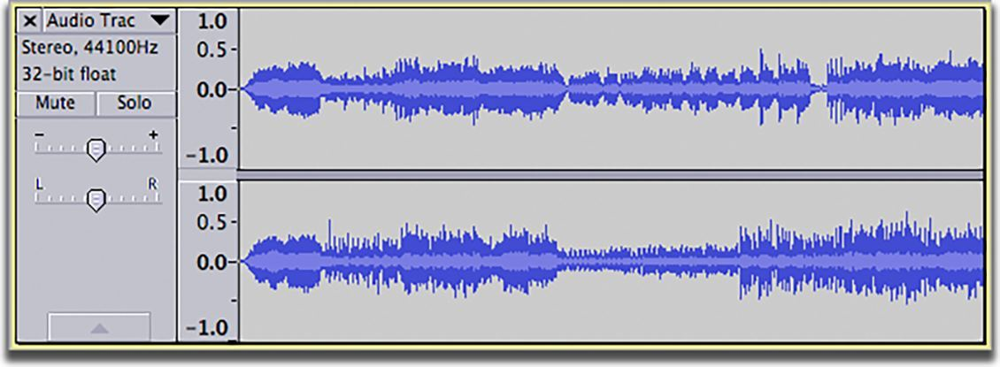 Audio Trac
Stereo, 44100Hz
32-bit float
Mute Solo
- +
L R
1.0
0.5-
0.0-
-1.0
1.0
0.5-
0.0-
-1.0